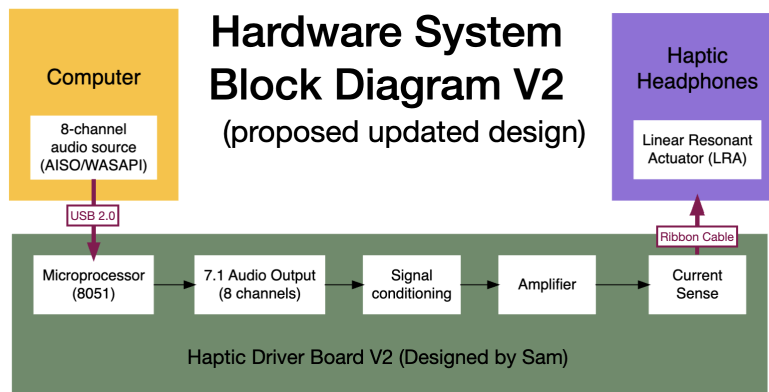 Hardware System
Block Diagram V2
(proposed updated design)
Computer
8-channel
audio source
(AISO/WASAPI)
USB 2.0
Haptic
Headphones
Linear Resonant
Actuator (LRA)
Ribbon Cable
Microprocessor
(8051)
7.1 Audio Output
(8 channels)
Signal
conditioning
Amplifier
Current
Sense
Haptic Driver Board V2 (Designed by Sam)